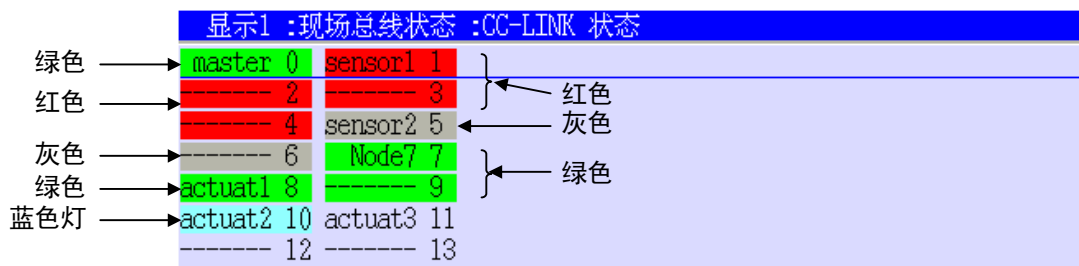 显示1 :现场总线状态 :CC-LINK 状态
绿色 master 0 sensor1 1
红色 ------- 2 ------- 3 红色
------- 4 sensor2 5 灰色
灰色 ------- 6 Node7 7
绿色 actuat1 8 ------- 9 绿色
蓝色灯 actuat2 10 actuat3 11
------- 12 ------- 13